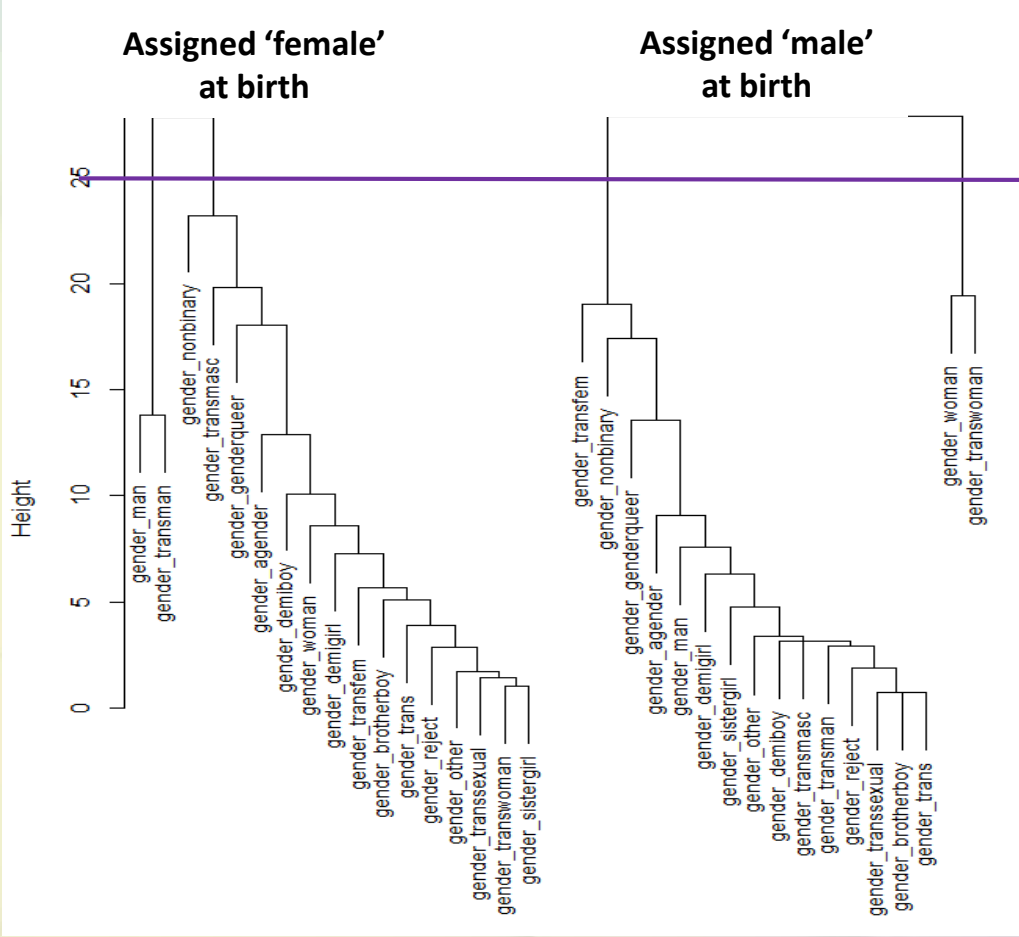 Assigned ‘female’
at birth
Assigned ‘male’
at birth
Height
25
20
15
10
5
0
gender_man
gender_transman
gender_nonbinary
gender_transmasc
gender_genderqueer
gender_agender
gender_demiboy
gender_woman
gender_demigirl
gender_transfem
gender_brotherboy
gender_trans
gender_reject
gender_other
gender_transsexual
gender_transwoman
gender_sistergirl
gender_transfem
gender_nonbinary
gender_genderqueer
gender_agender
gender_man
gender_demigirl
gender_sistergirl
gender_other
gender_demiboy
gender_transmasc
gender_transman
gender_reject
gender_transsexual
gender_brotherboy
gender_trans
gender_woman
gender_transwoman